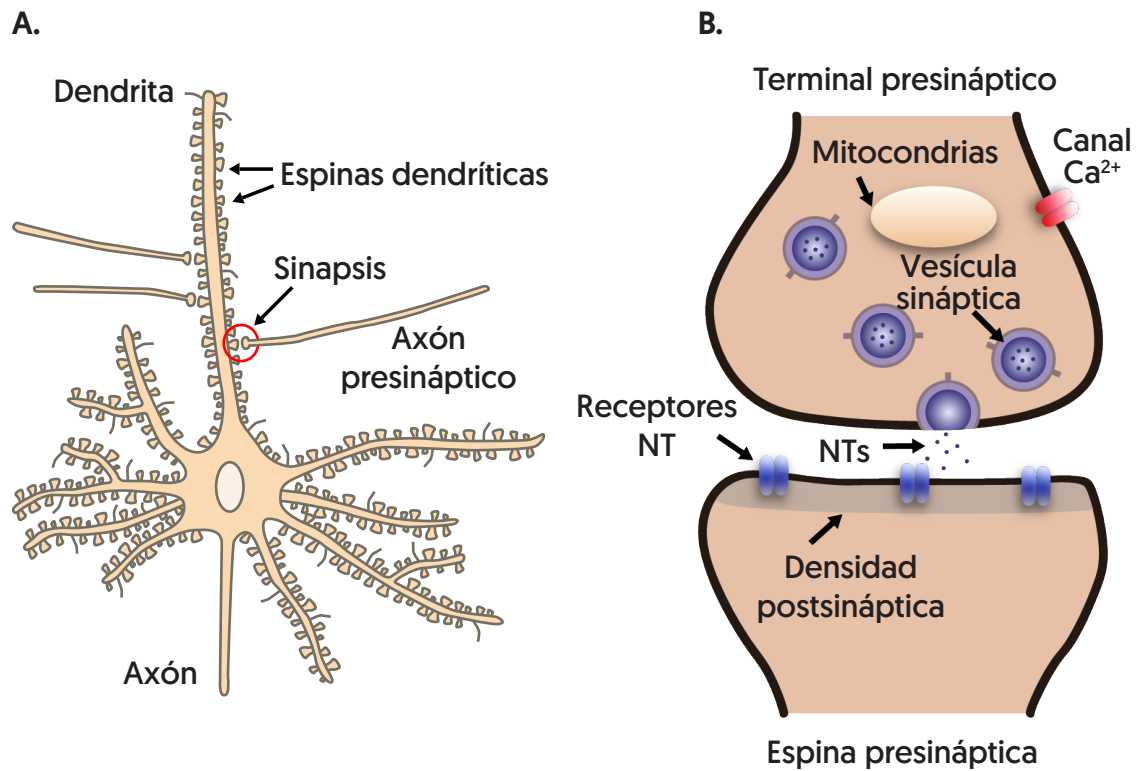 A.
Dendrita
Espinas dendríticas
Sinapsis
Axón
presináptico
Axón
B.
Terminal presináptico
Mitocondrias
Canal
Ca²⁺
Vesícula
sináptica
Receptores
NT
NTs
Densidad
postsináptica
Espina presináptica